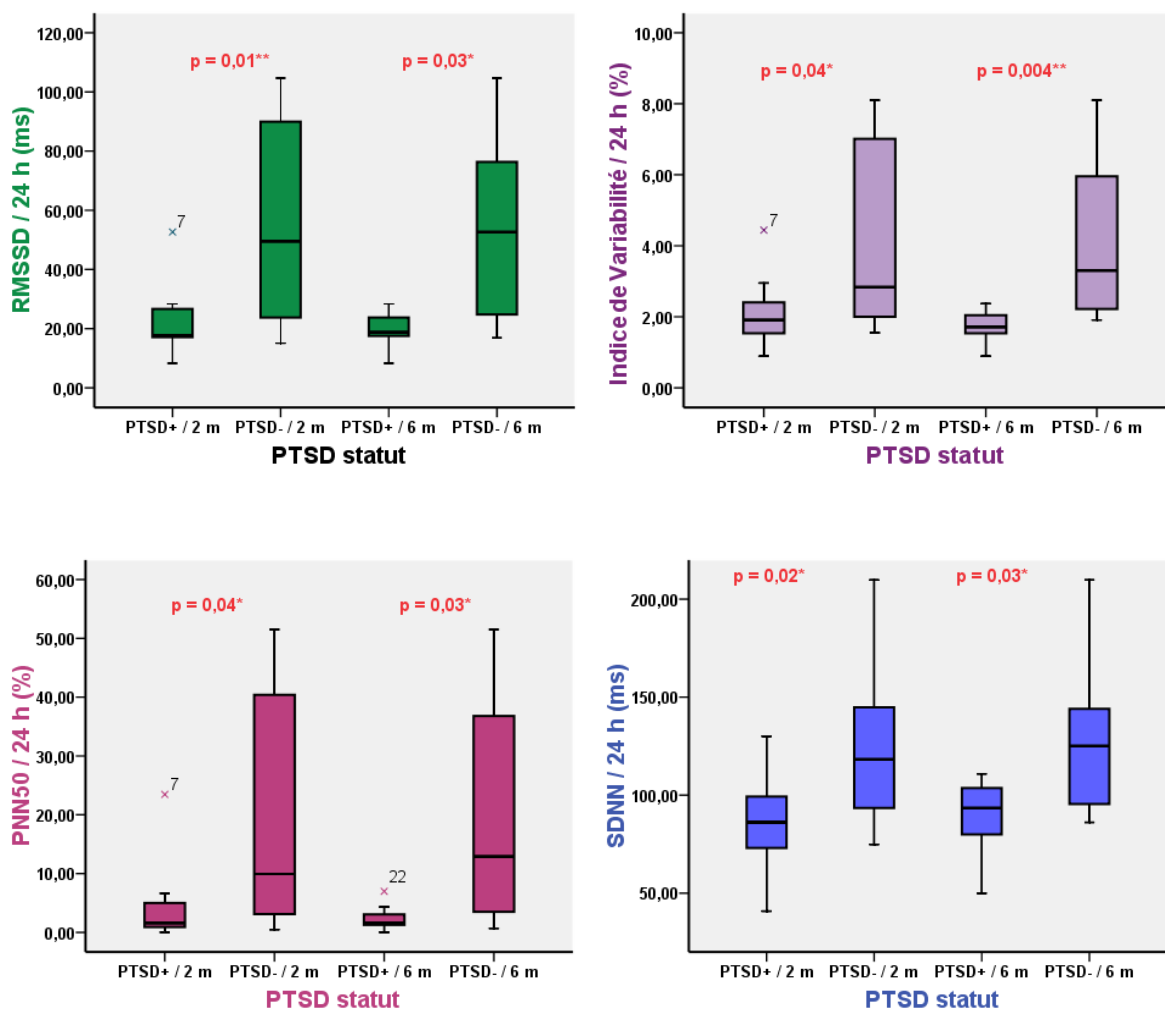 RMSSD / 24 h (ms)
120,00
100,00
80,00
60,00
40,00
20,00
0,00
p = 0,01**
p = 0,03*
7
PTSD+ / 2 m
PTSD- / 2 m
PTSD+ / 6 m
PTSD- / 6 m
PTSD statut
Indice de Variabilité / 24 h (%)
10,00
8,00
6,00
4,00
2,00
0,00
p = 0,04*
p = 0,004**
7
PTSD+ / 2 m
PTSD- / 2 m
PTSD+ / 6 m
PTSD- / 6 m
PTSD statut
PNN50 / 24 h (%)
60,00
50,00
40,00
30,00
20,00
10,00
0,00
p = 0,04*
p = 0,03*
7
22
PTSD+ / 2 m
PTSD- / 2 m
PTSD+ / 6 m
PTSD- / 6 m
PTSD statut
SDNN / 24 h (ms)
200,00
150,00
100,00
50,00
p = 0,02*
p = 0,03*
PTSD+ / 2 m
PTSD- / 2 m
PTSD+ / 6 m
PTSD- / 6 m
PTSD statut